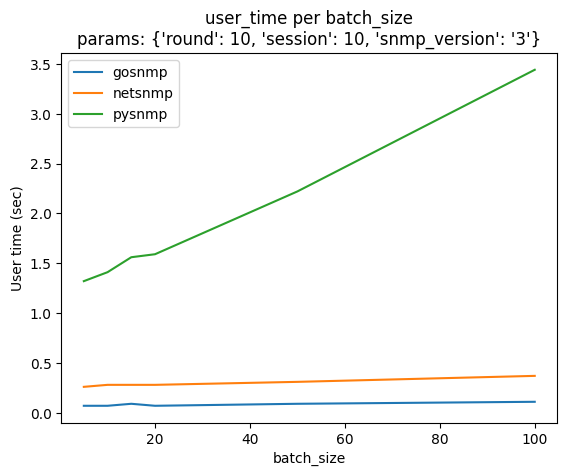 user_time per batch_size
params: {'round': 10, 'session': 10, 'snmp_version': '3'}
gosnmp
netsnmp
pysnmp
User time (sec)
3.5
3.0
2.5
2.0
1.5
1.0
0.5
0.0
20 40 60 80 100
batch_size